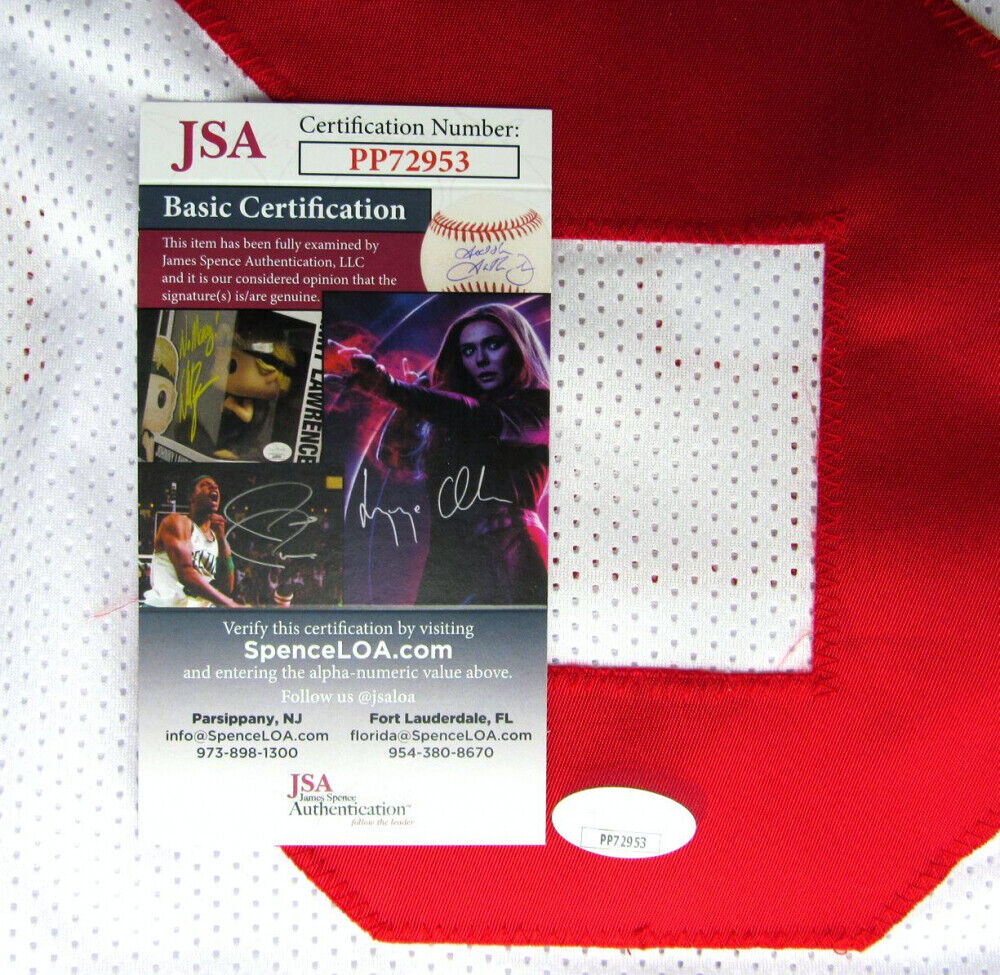 JSA
Certification Number:
PP72953
Basic Certification
This item has been fully examined by
James Spence Authentication, LLC
and it is our considered opinion that the
signature(s) is/are genuine.
LAWRENCE
Verify this certification by visiting
SpenceLOA.com
and entering the alpha-numeric value above.
Follow us @jsaloa
Parsippany, NJ
info@SpenceLOA.com
973-898-1300
Fort Lauderdale, FL
florida@SpenceLOA.com
954-380-8670
JSA
James Spence
Authentication™
follow the leader
PP72953